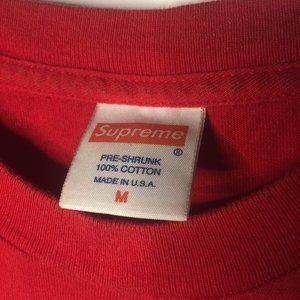 Supreme
®
PRE-SHRUNK
100% COTTON
MADE IN U.S.A.
M